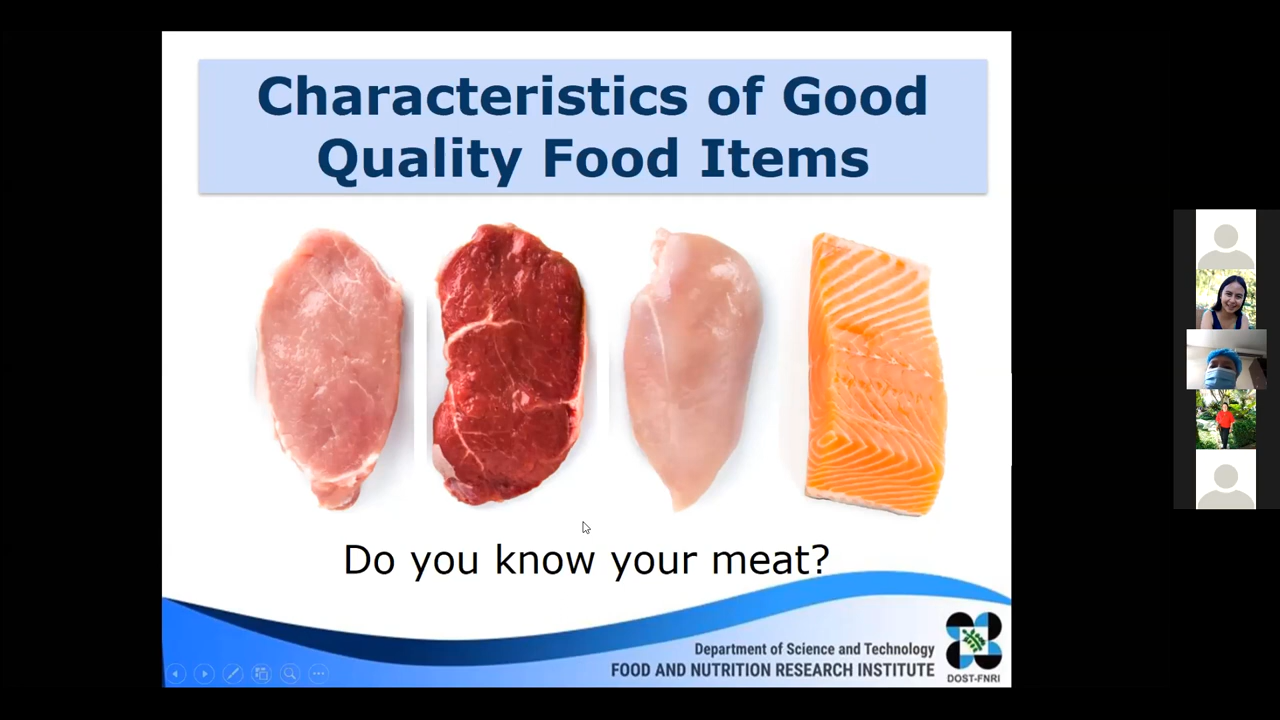 Characteristics of Good
Quality Food Items
Do you know your meat?
Department of Science and Technology
FOOD AND NUTRITION RESEARCH INSTITUTE
DOST-FNRI